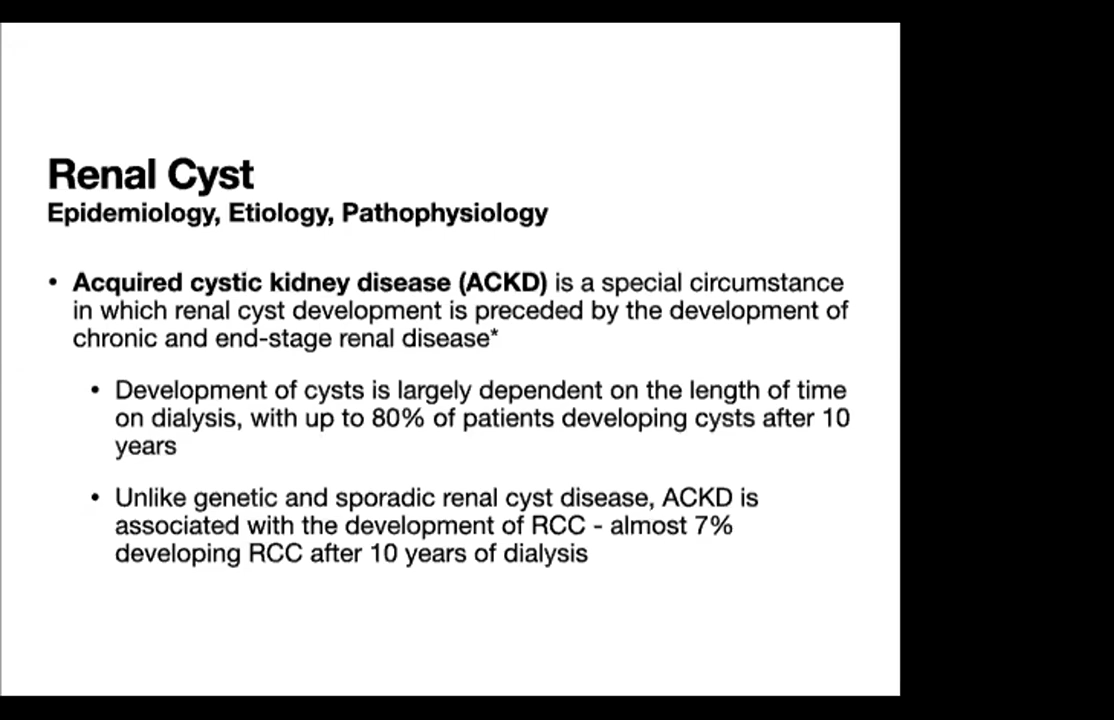 Renal Cyst
Epidemiology, Etiology, Pathophysiology
• Acquired cystic kidney disease (ACKD) is a special circumstance
in which renal cyst development is preceded by the development of
chronic and end-stage renal disease*
• Development of cysts is largely dependent on the length of time
on dialysis, with up to 80% of patients developing cysts after 10
years
• Unlike genetic and sporadic renal cyst disease, ACKD is
associated with the development of RCC - almost 7%
developing RCC after 10 years of dialysis